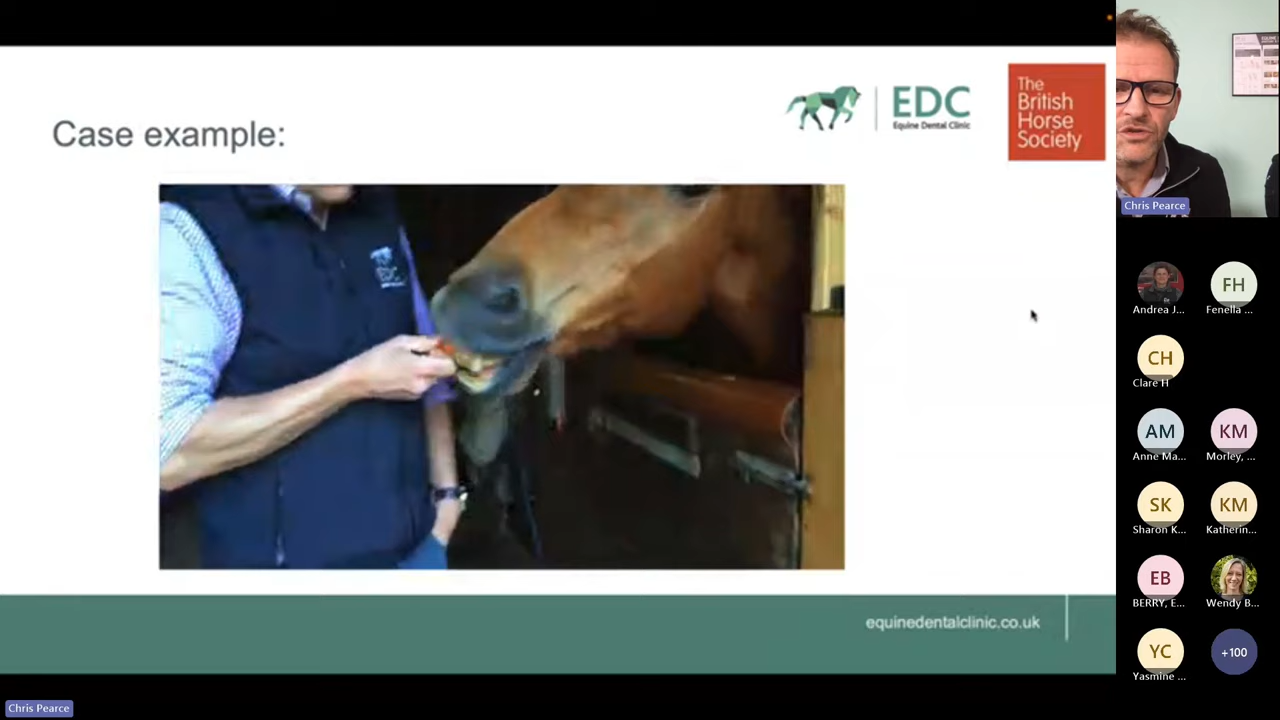 Case example:
EDC
Equine Dental Clinic
The
British
Horse
Society
EDC
equinedentalclinic.co.uk
Chris Pearce
Andrea J...
FH
Fenella ...
CH
Clare H
AM
Anne Ma...
KM
Morley, ...
SK
Sharon K...
KM
Katherin...
EB
BERRY, E...
Wendy B...
YC
Yasmine ...
+100
Chris Pearce